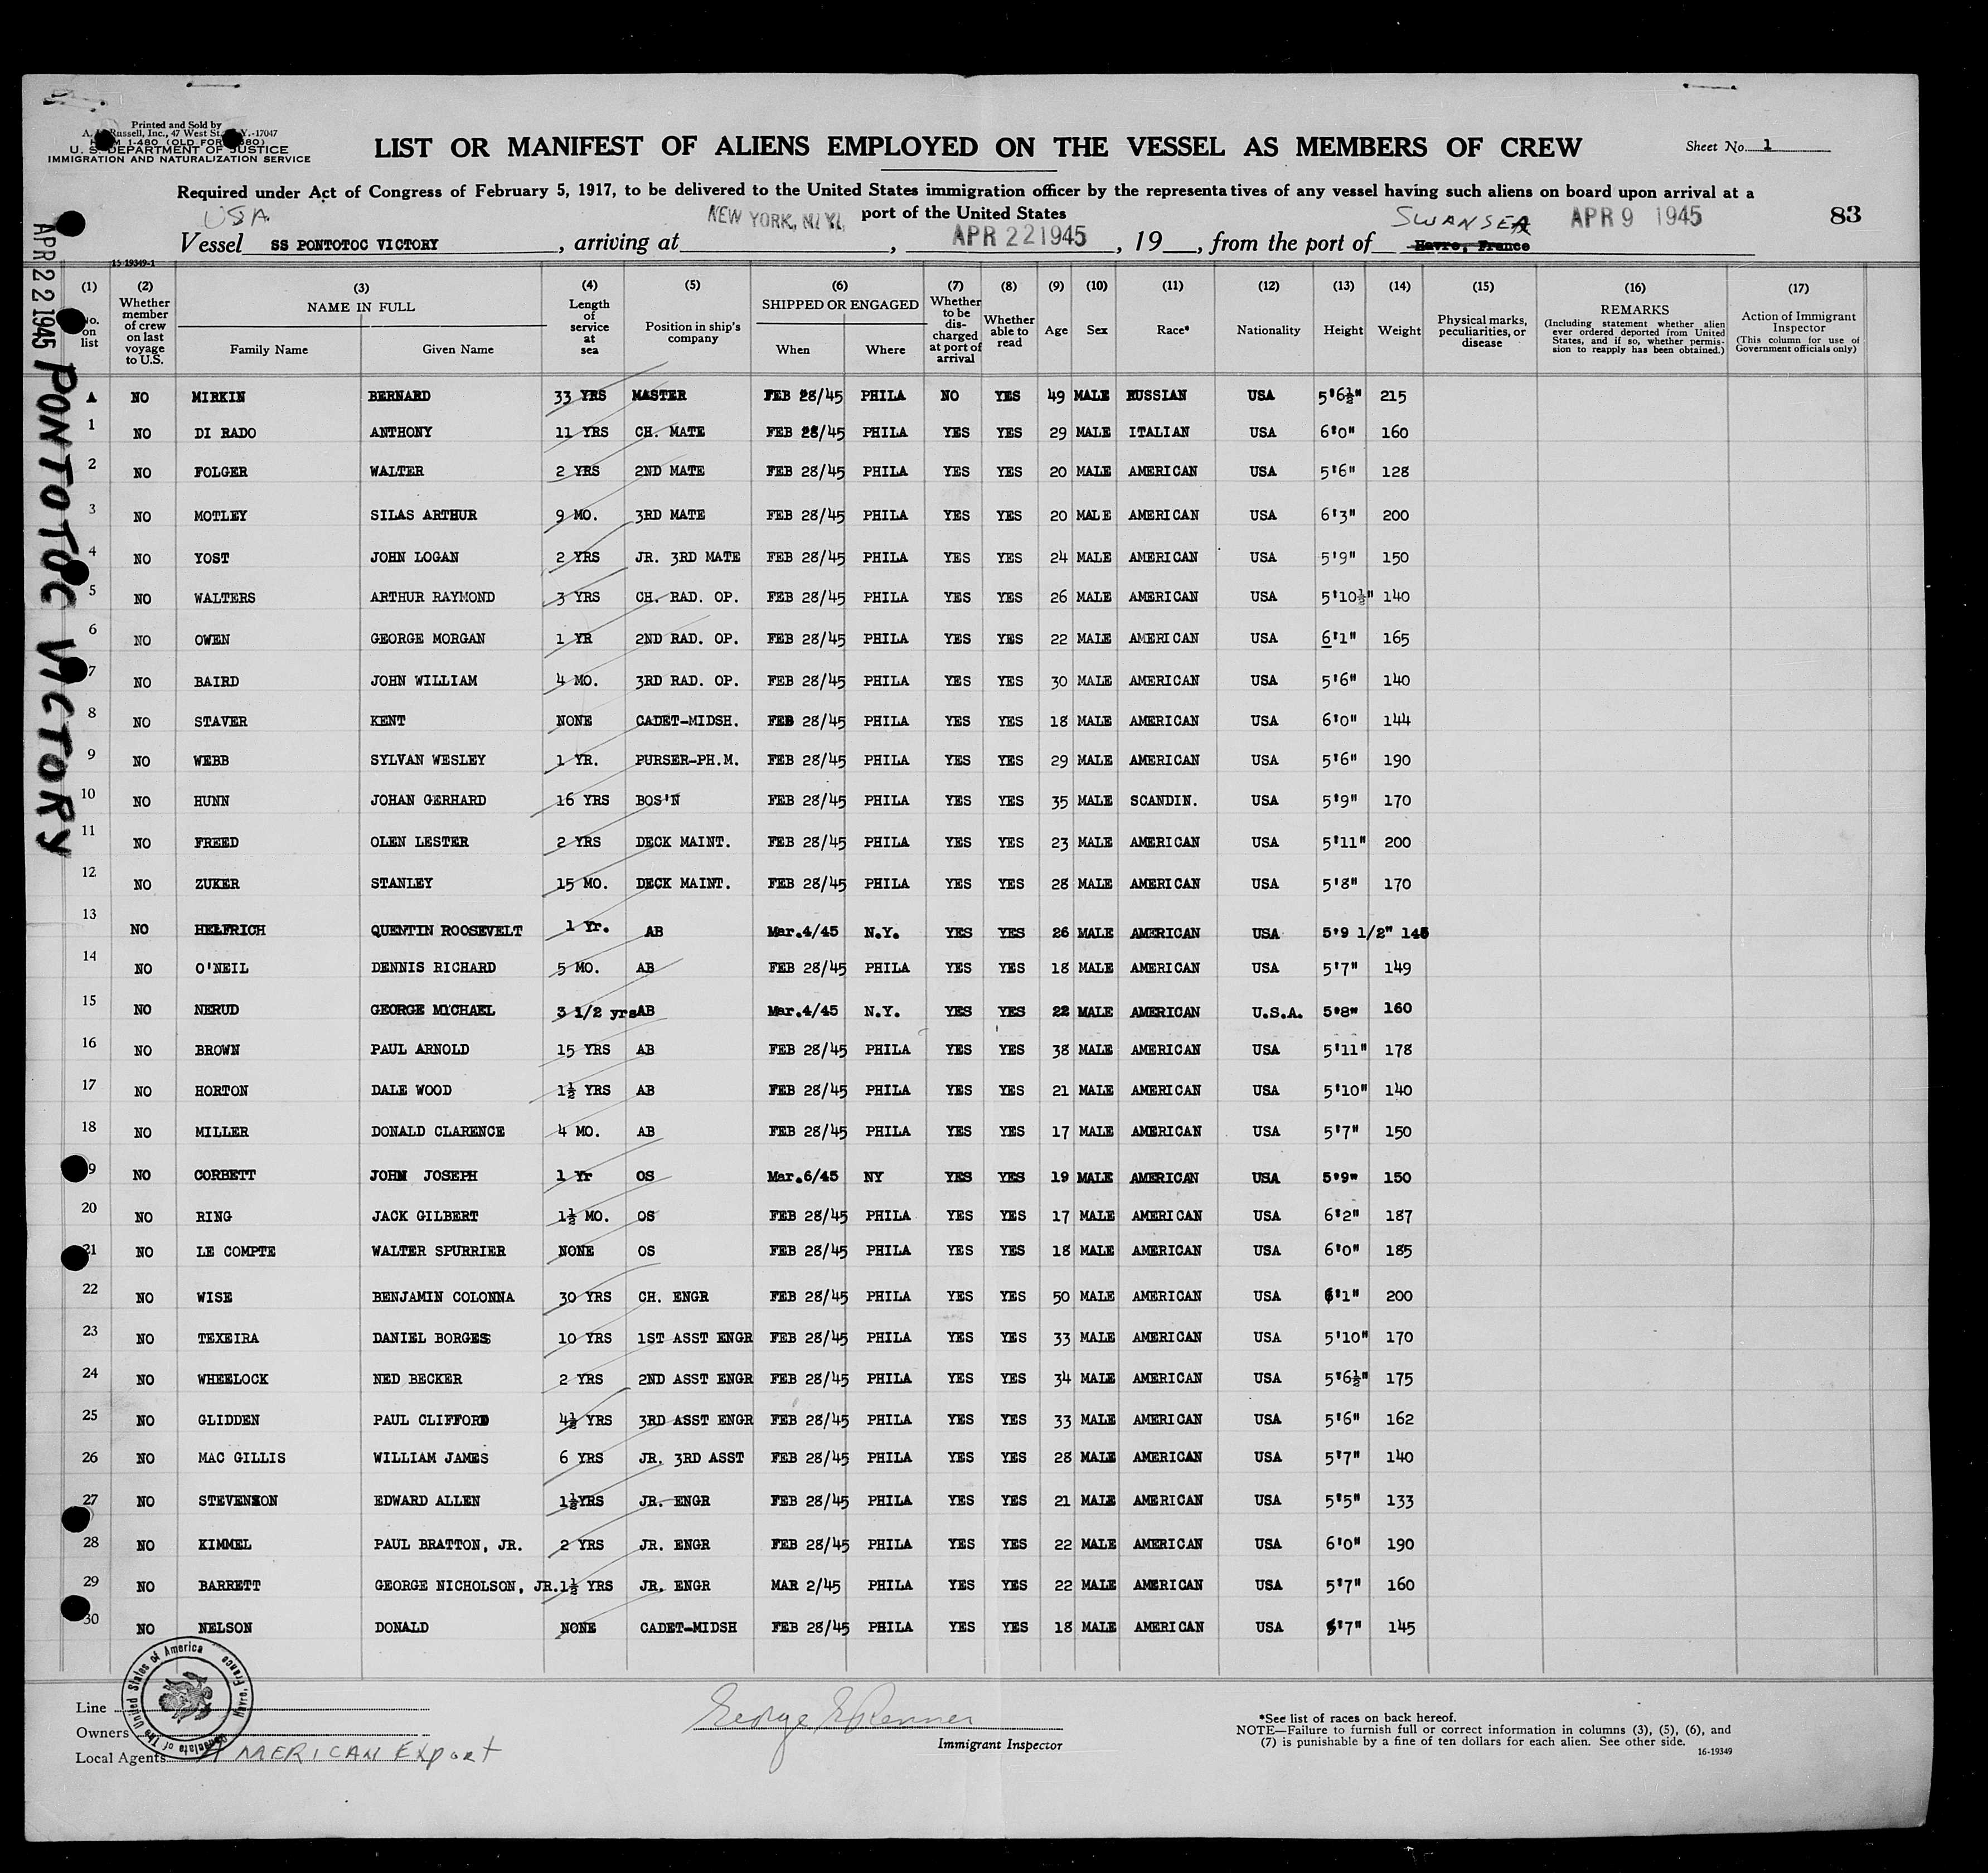 Printed and Sold by
Russell, Inc., 47 West St., N.Y.-17047
U. S. DEPARTMENT OF JUSTICE
IMMIGRATION AND NATURALIZATION SERVICE
LIST OR MANIFEST OF ALIENS EMPLOYED ON THE VESSEL AS MEMBERS OF CREW
Sheet No. 1
Required under Act of Congress of February 5, 1917, to be delivered to the United States immigration officer by the representatives of any vessel having such aliens on board upon arrival at a
port of the United States
USA NEW YORK, N.Y. SWANSEA APR 9 1945 83
Vessel SS PONTOTOC VICTORY, arriving at, APR 22 1945, 19, from the port of Havre, France
APR 22 1945 PONTOTOC VICTORY
15-19349-1
(1) No. on list
(2) Whether member of crew on last voyage to U.S.
(3) NAME IN FULL Family Name Given Name
(4) Length of service at sea
(5) Position in ship's company
(6) SHIPPED OR ENGAGED When Where
(7) Whether to be discharged at port of arrival
(8) Whether able to read
(9) Age
(10) Sex
(11) Race*
(12) Nationality
(13) Height
(14) Weight
(15) Physical marks, peculiarities, or disease
(16) REMARKS (Including statement whether alien ever ordered deported from United States, and if so, whether permission to reapply has been obtained.)
(17) Action of Immigrant Inspector (This column for use of Government officials only)
NO MIRKIN BERNARD 33 YRS MASTER FEB 28/45 PHILA NO YES 49 MALE RUSSIAN USA 5'6½" 215
1 NO DI RADO ANTHONY 11 YRS CH. MATE FEB 28/45 PHILA YES YES 29 MALE ITALIAN USA 6'0" 160
2 NO FOLGER WALTER 2 YRS 2ND MATE FEB 28/45 PHILA YES YES 20 MALE AMERICAN USA 5'6" 128
3 NO MOTLEY SILAS ARTHUR 9 MO. 3RD MATE FEB 28/45 PHILA YES YES 20 MALE AMERICAN USA 6'3" 200
4 NO YOST JOHN LOGAN 2 YRS JR. 3RD MATE FEB 28/45 PHILA YES YES 24 MALE AMERICAN USA 5'9" 150
5 NO WALTERS ARTHUR RAYMOND 3 YRS CH. RAD. OP. FEB 28/45 PHILA YES YES 26 MALE AMERICAN USA 5'10½" 140
6 NO OWEN GEORGE MORGAN 1 YR 2ND RAD. OP. FEB 28/45 PHILA YES YES 22 MALE AMERICAN USA 6'1" 165
7 NO BAIRD JOHN WILLIAM 4 MO. 3RD RAD. OP. FEB 28/45 PHILA YES YES 30 MALE AMERICAN USA 5'6" 140
8 NO STAVER KENT NONE CADET-MIDSH. FEB 28/45 PHILA YES YES 18 MALE AMERICAN USA 6'0" 144
9 NO WEBB SYLVAN WESLEY 1 YR. PURSER-PH.M. FEB 28/45 PHILA YES YES 29 MALE AMERICAN USA 5'6" 190
10 NO HUNN JOHAN GERHARD 16 YRS BOS'N FEB 28/45 PHILA YES YES 35 MALE SCANDIN. USA 5'9" 170
11 NO FREED OLEN LESTER 2 YRS DECK MAINT. FEB 28/45 PHILA YES YES 23 MALE AMERICAN USA 5'11" 200
12 NO ZUKER STANLEY 15 MO. DECK MAINT. FEB 28/45 PHILA YES YES 28 MALE AMERICAN USA 5'8" 170
13 NO HELFRICH QUENTIN ROOSEVELT 1 Yr. AB Mar.4/45 N.Y. YES YES 26 MALE AMERICAN USA 5'9 1/2" 145
14 NO O'NEIL DENNIS RICHARD 5 MO. AB FEB 28/45 PHILA YES YES 18 MALE AMERICAN USA 5'7" 149
15 NO NERUD GEORGE MICHAEL 3 1/2 yrs AB Mar.4/45 N.Y. YES YES 22 MALE AMERICAN U.S.A. 5'8" 160
16 NO BROWN PAUL ARNOLD 15 YRS AB FEB 28/45 PHILA YES YES 38 MALE AMERICAN USA 5'11" 178
17 NO HORTON DALE WOOD 1½ YRS AB FEB 28/45 PHILA YES YES 21 MALE AMERICAN USA 5'10" 140
18 NO MILLER DONALD CLARENCE 4 MO. AB FEB 28/45 PHILA YES YES 17 MALE AMERICAN USA 5'7" 150
19 NO CORBETT JOHN JOSEPH 1 Yr OS Mar.6/45 NY YES YES 19 MALE AMERICAN USA 5'9" 150
20 NO RING JACK GILBERT 1½ MO. OS FEB 28/45 PHILA YES YES 17 MALE AMERICAN USA 6'2" 187
21 NO LE COMPTE WALTER SPURRIER NONE OS FEB 28/45 PHILA YES YES 18 MALE AMERICAN USA 6'0" 185
22 NO WISE BENJAMIN COLONNA 30 YRS CH. ENGR FEB 28/45 PHILA YES YES 50 MALE AMERICAN USA 6'1" 200
23 NO TEXEIRA DANIEL BORGES 10 YRS 1ST ASST ENGR FEB 28/45 PHILA YES YES 33 MALE AMERICAN USA 5'10" 170
24 NO WHEELOCK NED BECKER 2 YRS 2ND ASST ENGR FEB 28/45 PHILA YES YES 34 MALE AMERICAN USA 5'6½" 175
25 NO GLIDDEN PAUL CLIFFORD 4½ YRS 3RD ASST ENGR FEB 28/45 PHILA YES YES 33 MALE AMERICAN USA 5'6" 162
26 NO MAC GILLIS WILLIAM JAMES 6 YRS JR. 3RD ASST FEB 28/45 PHILA YES YES 28 MALE AMERICAN USA 5'7" 140
27 NO STEVENSON EDWARD ALLEN 1½YRS JR. ENGR FEB 28/45 PHILA YES YES 21 MALE AMERICAN USA 5'5" 133
28 NO KIMMEL PAUL BRATTON, JR. 2 YRS JR. ENGR FEB 28/45 PHILA YES YES 22 MALE AMERICAN USA 6'0" 190
29 NO BARRETT GEORGE NICHOLSON, JR. 1½ YRS JR. ENGR MAR 2/45 PHILA YES YES 22 MALE AMERICAN USA 5'7" 160
30 NO NELSON DONALD NONE CADET-MIDSH FEB 28/45 PHILA YES YES 18 MALE AMERICAN USA 5'7" 145
Consulate of The United States of America Havre, France
Line
Owners
Local Agents AMERICAN Export
George E Renner
Immigrant Inspector
*See list of races on back hereof.
NOTE—Failure to furnish full or correct information in columns (3), (5), (6), and
(7) is punishable by a fine of ten dollars for each alien. See other side.
16-19349